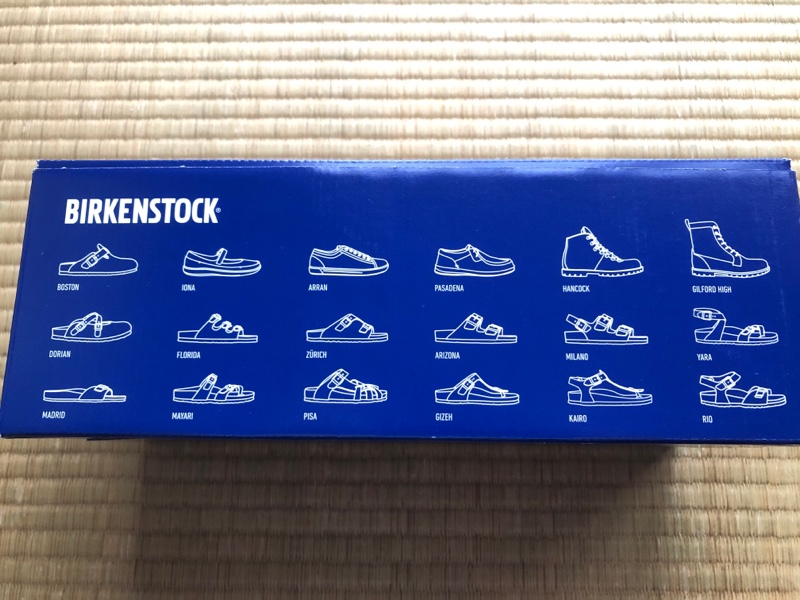 BIRKENSTOCK®
BOSTON IONA ARRAN PASADENA HANCOCK GILFORD HIGH
DORIAN FLORIDA ZÜRICH ARIZONA MILANO YARA
MADRID MAYARI PISA GIZEH KAIRO RIO